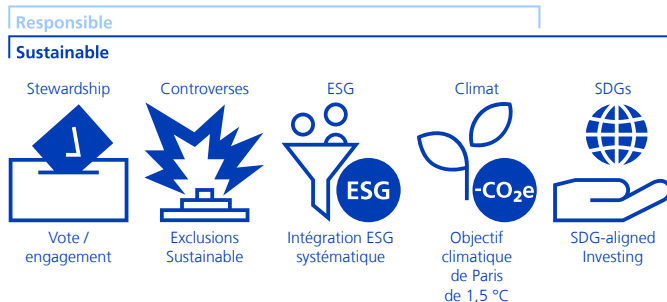 Responsible
Sustainable
Stewardship
Controverses
ESG
Climat
SDGs
ESG
-CO₂e
Vote /
engagement
Exclusions
Sustainable
Intégration ESG
systématique
Objectif
climatique
de Paris
de 1,5 °C
SDG-aligned
Investing